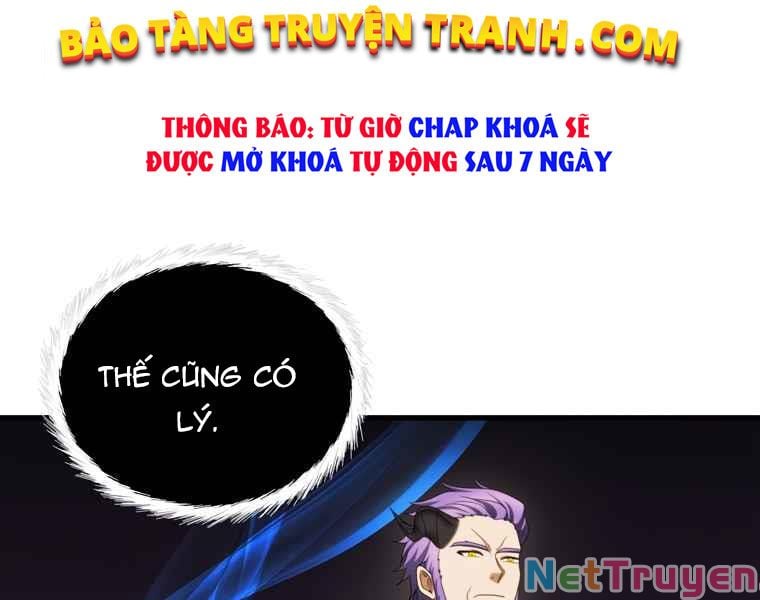 BẢO TÀNG TRUYỆN TRANH.COM
THÔNG BÁO: TỪ GIỜ CHAP KHOÁ SẼ
ĐƯỢC MỞ KHOÁ TỰ ĐỘNG SAU 7 NGÀY
THẾ CŨNG CÓ
LÝ.
NetTruyen